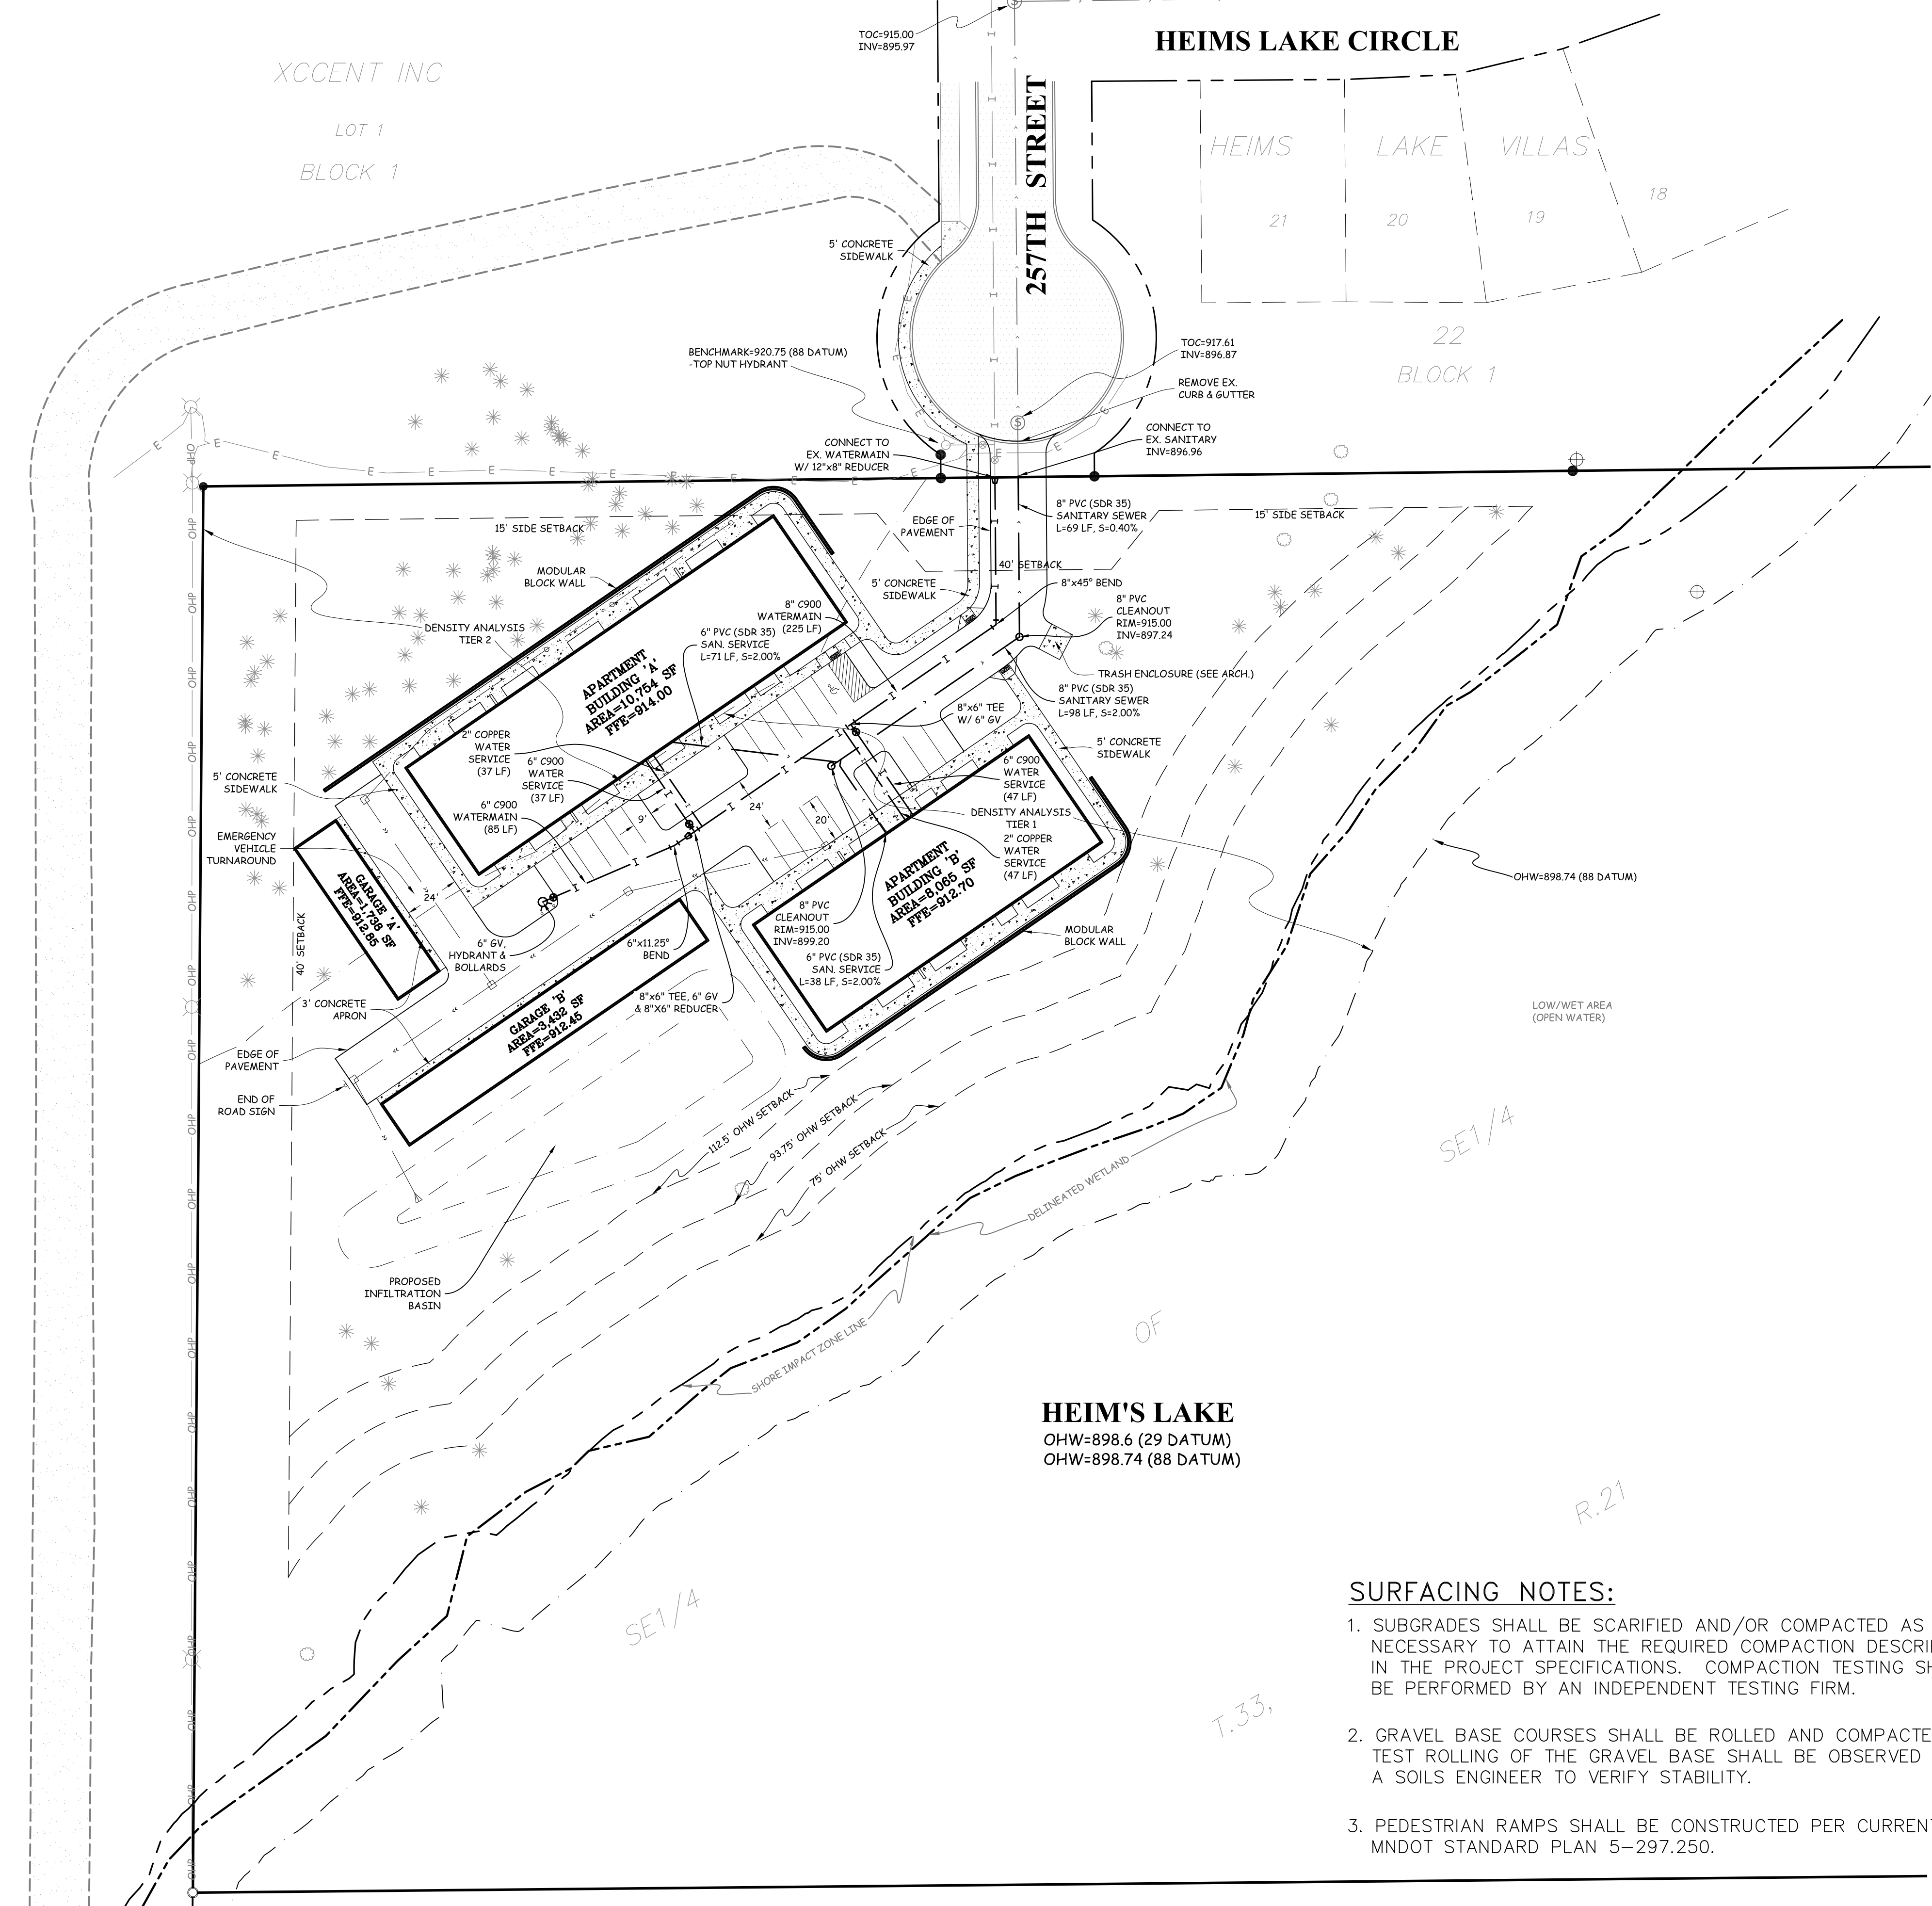 TOC=915.00
INV=895.97
HEIMS LAKE CIRCLE
XCCENT INC
LOT 1
BLOCK 1
257TH STREET
HEIMS LAKE VILLAS
21
20
19
18
22
BLOCK 1
5' CONCRETE
SIDEWALK
BENCHMARK=920.75 (88 DATUM)
-TOP NUT HYDRANT
TOC=917.61
INV=896.87
REMOVE EX.
CURB & GUTTER
CONNECT TO
EX. SANITARY
INV=896.96
CONNECT TO
EX. WATERMAIN
W/ 12"x8" REDUCER
15' SIDE SETBACK
EDGE OF
PAVEMENT
8" PVC (SDR 35)
SANITARY SEWER
L=69 LF, S=0.40%
15' SIDE SETBACK
40' SETBACK
MODULAR
BLOCK WALL
5' CONCRETE
SIDEWALK
8"x45° BEND
8" PVC
CLEANOUT
RIM=915.00
INV=897.24
DENSITY ANALYSIS
TIER 2
8" C900
WATERMAIN
(225 LF)
6" PVC (SDR 35)
SAN. SERVICE
L=71 LF, S=2.00%
TRASH ENCLOSURE (SEE ARCH.)
8" PVC (SDR 35)
SANITARY SEWER
L=98 LF, S=2.00%
APARTMENT
BUILDING 'A'
AREA=10,754 SF
FFE=914.00
8"x6" TEE
W/ 6" GV
2" COPPER
WATER
SERVICE
(37 LF)
6" C900
WATER
SERVICE
(37 LF)
5' CONCRETE
SIDEWALK
5' CONCRETE
SIDEWALK
6" C900
WATERMAIN
(85 LF)
9'
24'
20'
6" C900
WATER
SERVICE
(47 LF)
DENSITY ANALYSIS
TIER 1
2" COPPER
WATER
SERVICE
(47 LF)
EMERGENCY
VEHICLE
TURNAROUND
GARAGE 'A'
AREA=1,738 SF
FFE=912.85
24'
40' SETBACK
APARTMENT
BUILDING 'B'
AREA=8,065 SF
FFE=912.70
OHW=898.74 (88 DATUM)
8" PVC
CLEANOUT
RIM=915.00
INV=899.20
6" PVC (SDR 35)
SAN. SERVICE
L=38 LF, S=2.00%
MODULAR
BLOCK WALL
6" GV,
HYDRANT &
BOLLARDS
6"x11.25°
BEND
8"x6" TEE, 6" GV
& 8"X6" REDUCER
3' CONCRETE
APRON
GARAGE 'B'
AREA=3,432 SF
FFE=912.45
LOW/WET AREA
(OPEN WATER)
EDGE OF
PAVEMENT
END OF
ROAD SIGN
112.5' OHW SETBACK
93.75' OHW SETBACK
75' OHW SETBACK
DELINEATED WETLAND
SE1/4
PROPOSED
INFILTRATION
BASIN
SHORE IMPACT ZONE LINE
OF
HEIM'S LAKE
OHW=898.6 (29 DATUM)
OHW=898.74 (88 DATUM)
R.21
SE1/4
T.33,
SURFACING NOTES:
1. SUBGRADES SHALL BE SCARIFIED AND/OR COMPACTED AS
NECESSARY TO ATTAIN THE REQUIRED COMPACTION DESCRI
IN THE PROJECT SPECIFICATIONS. COMPACTION TESTING SH
BE PERFORMED BY AN INDEPENDENT TESTING FIRM.
2. GRAVEL BASE COURSES SHALL BE ROLLED AND COMPACTE
TEST ROLLING OF THE GRAVEL BASE SHALL BE OBSERVED
A SOILS ENGINEER TO VERIFY STABILITY.
3. PEDESTRIAN RAMPS SHALL BE CONSTRUCTED PER CURRENT
MNDOT STANDARD PLAN 5-297.250.